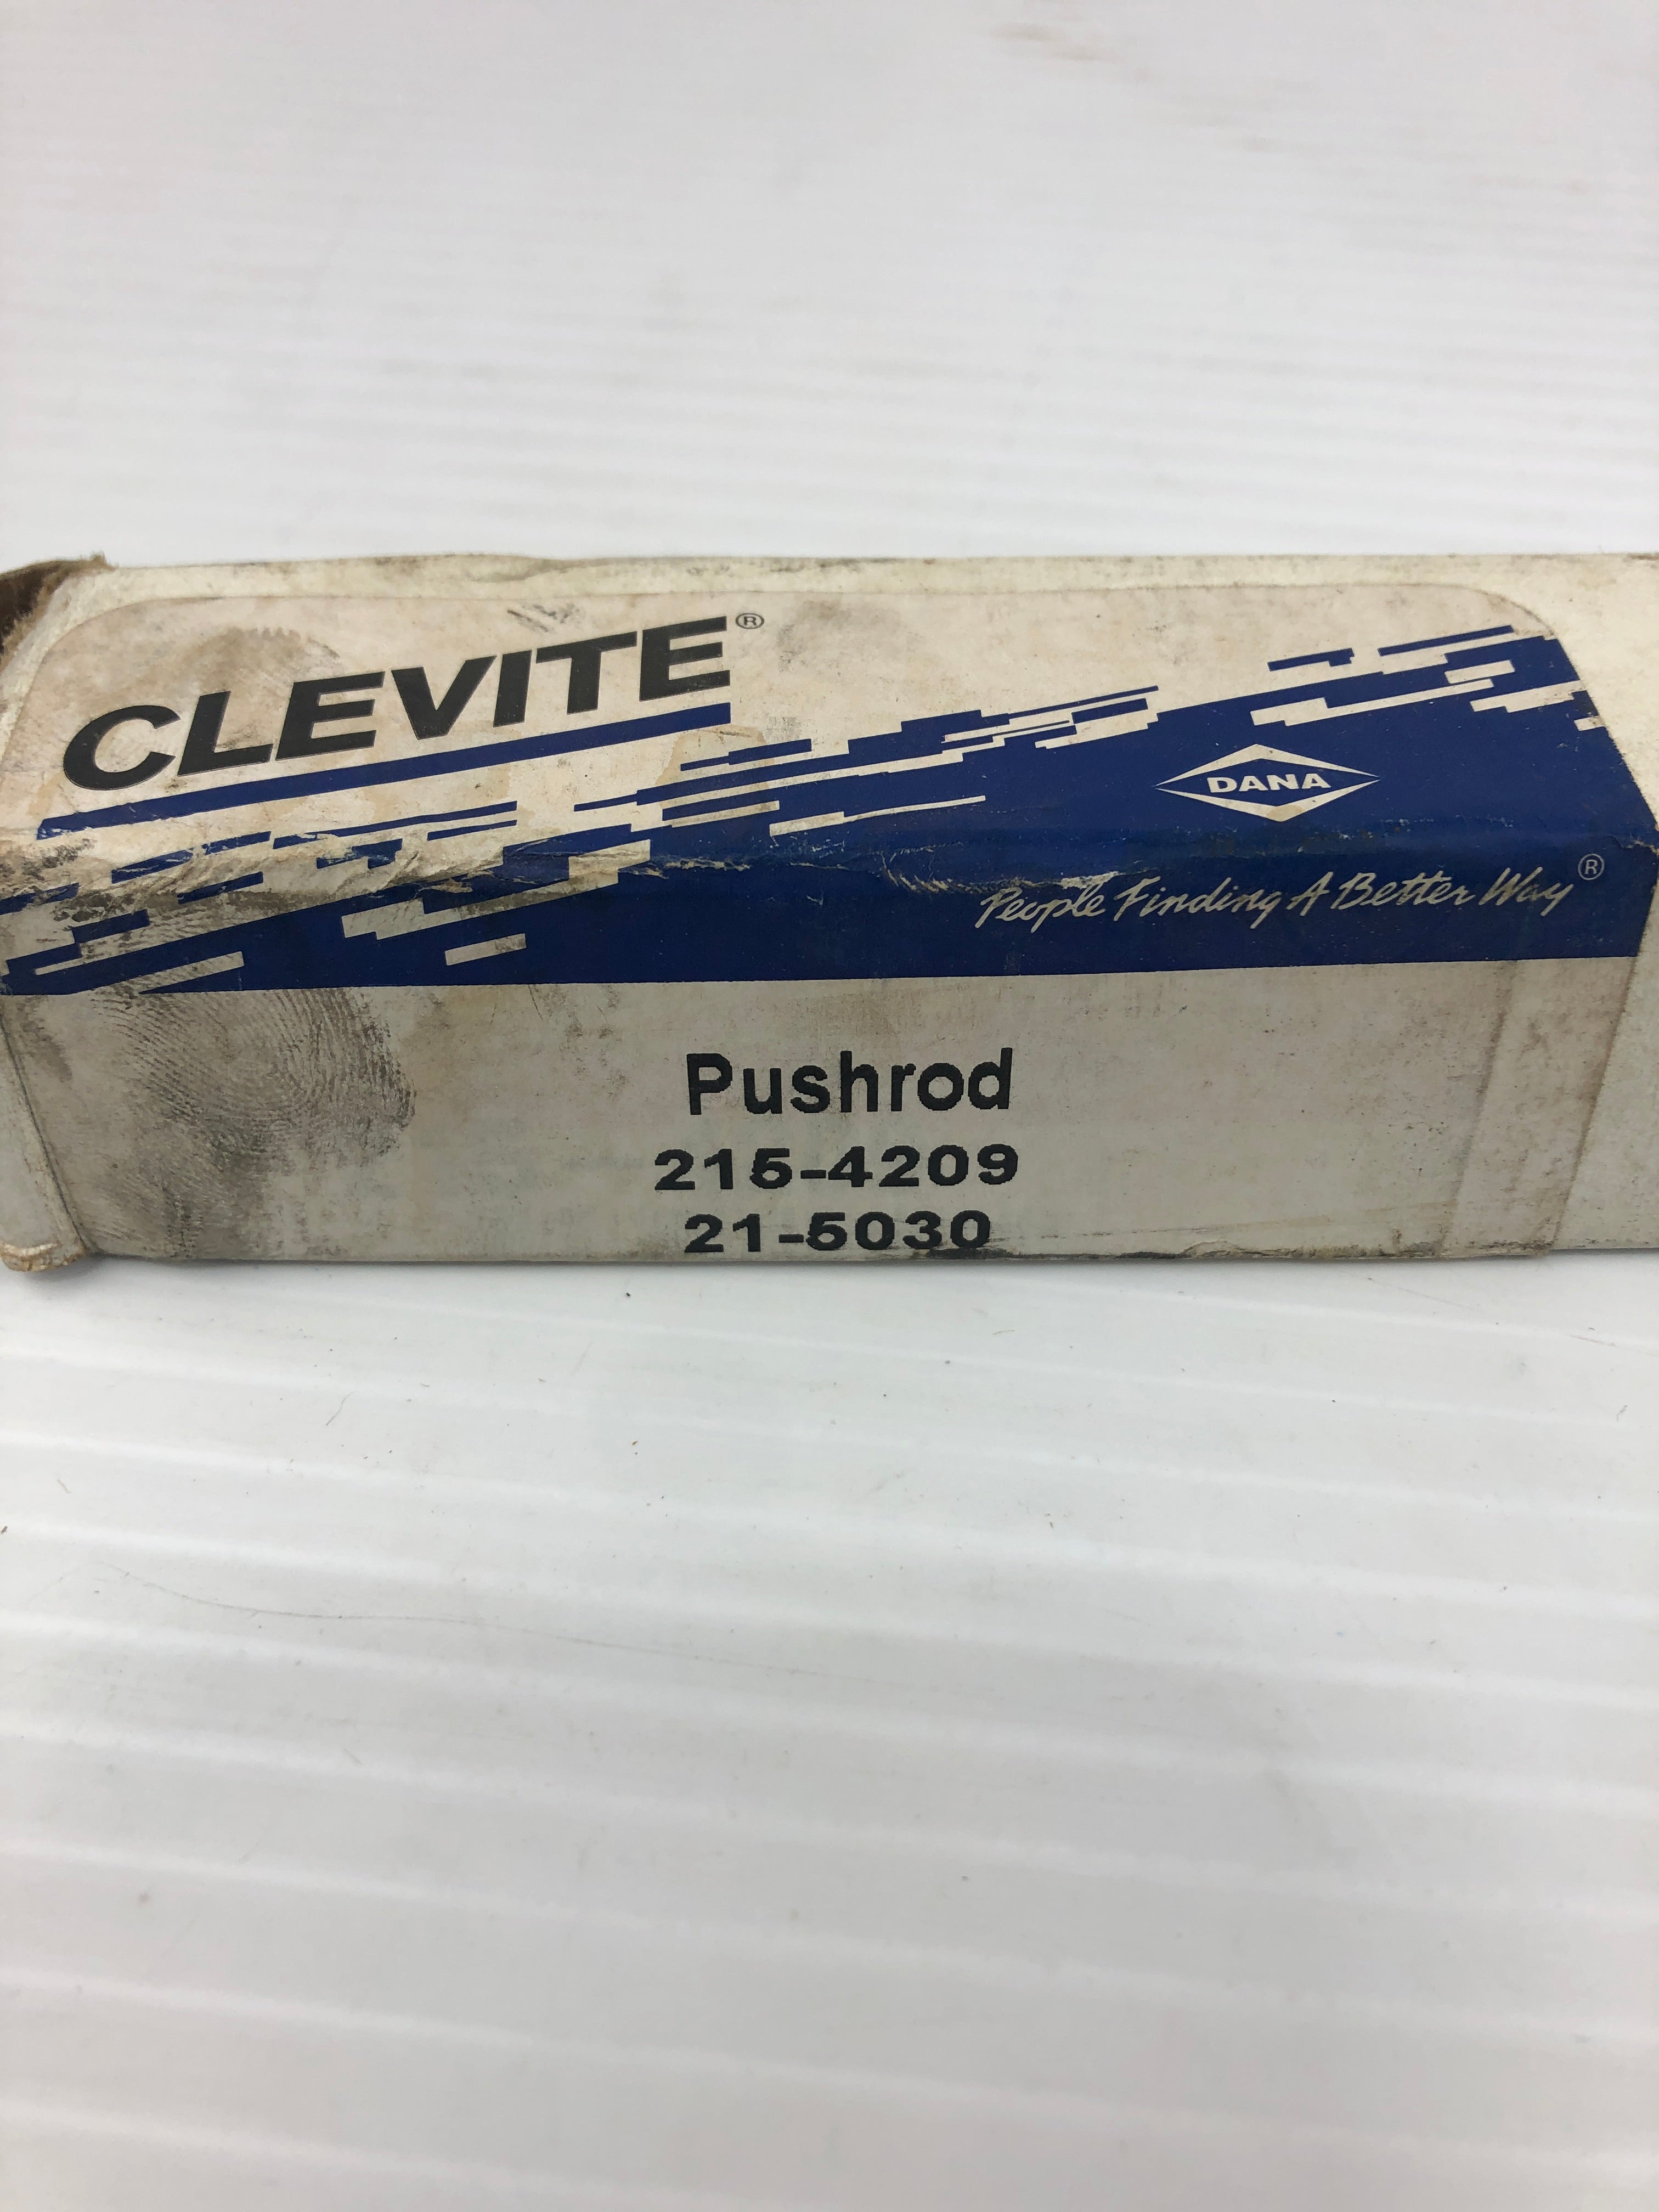 CLEVITE®
DANA
People Finding A Better Way®
Pushrod
215-4209
21-5030